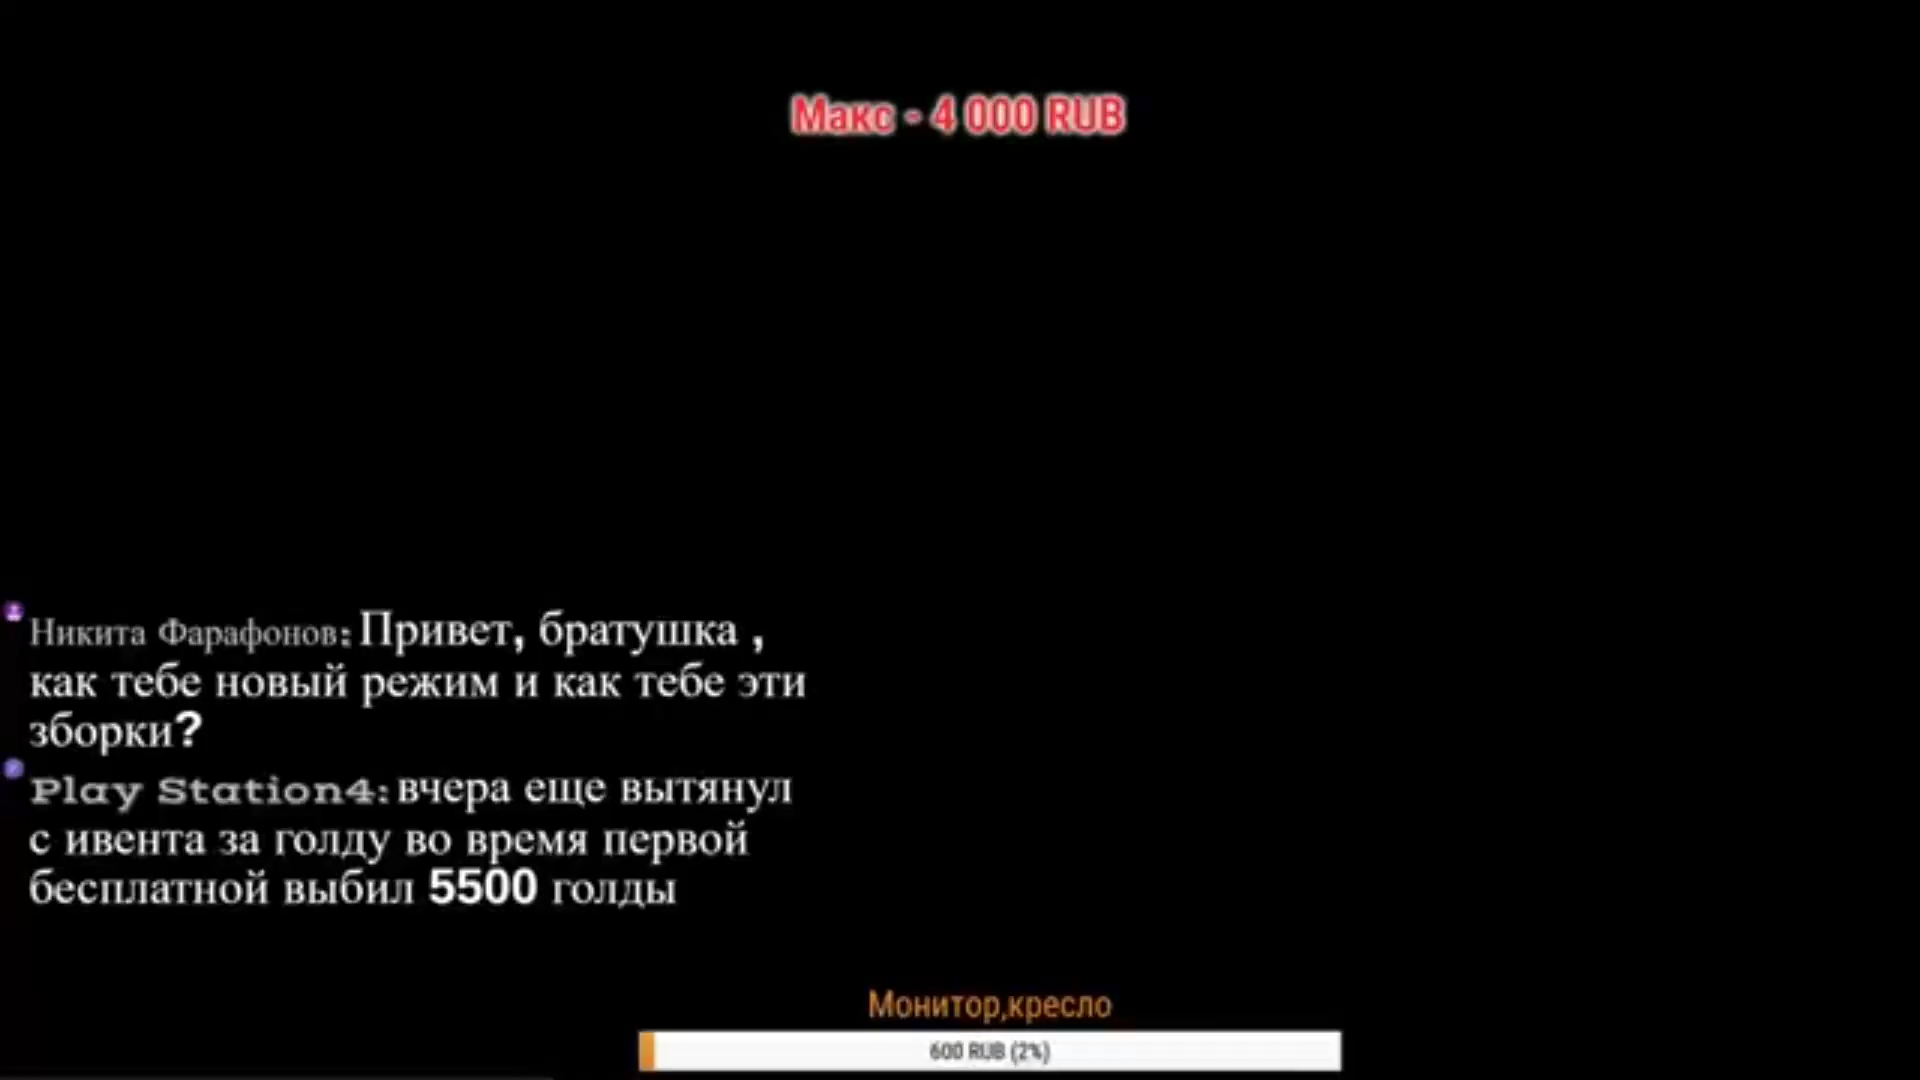 Макс - 4 000 RUB
Никита Фарафонов: Привет, братушка ,
как тебе новый режим и как тебе эти
зборки?
Play Station4: вчера еще вытянул
с ивента за голду во время первой
бесплатной выбил 5500 голды
Монитор,кресло
600 RUB (2%)